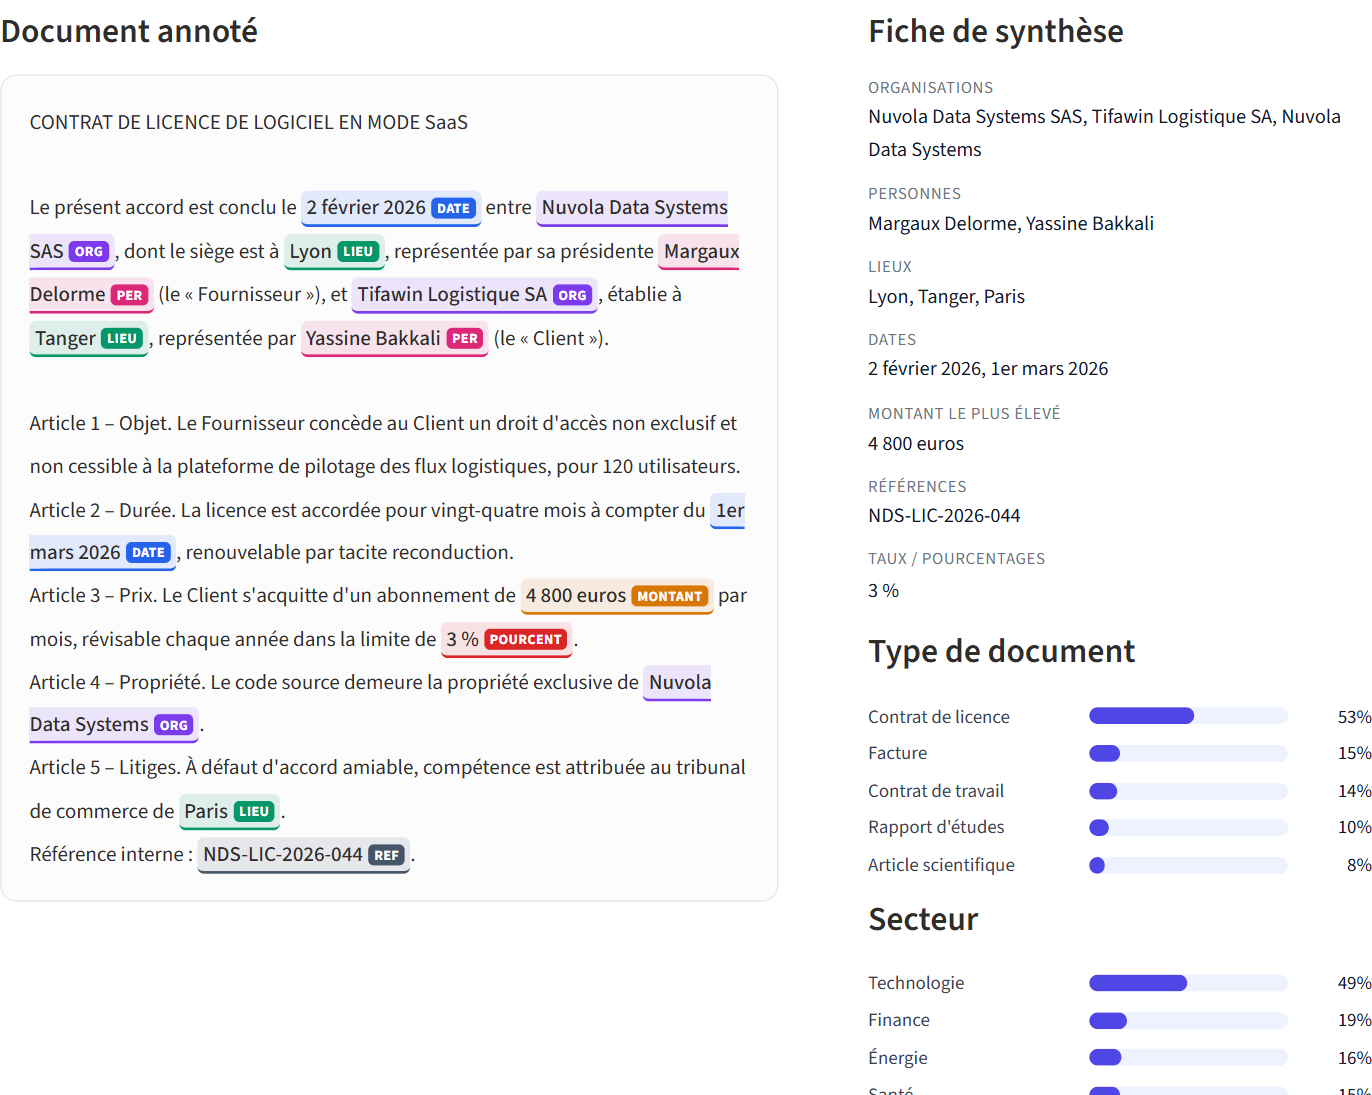 Document annoté
CONTRAT DE LICENCE DE LOGICIEL EN MODE SaaS
Le présent accord est conclu le 2 février 2026 DATE entre Nuvola Data Systems
SAS ORG , dont le siège est à Lyon LIEU , représentée par sa présidente Margaux
Delorme PER (le « Fournisseur »), et Tifawin Logistique SA ORG , établie à
Tanger LIEU , représentée par Yassine Bakkali PER (le « Client »).
Article 1 – Objet. Le Fournisseur concède au Client un droit d'accès non exclusif et
non cessible à la plateforme de pilotage des flux logistiques, pour 120 utilisateurs.
Article 2 – Durée. La licence est accordée pour vingt-quatre mois à compter du 1er
mars 2026 DATE , renouvelable par tacite reconduction.
Article 3 – Prix. Le Client s'acquitte d'un abonnement de 4 800 euros MONTANT par
mois, révisable chaque année dans la limite de 3 % POURCENT .
Article 4 – Propriété. Le code source demeure la propriété exclusive de Nuvola
Data Systems ORG .
Article 5 – Litiges. À défaut d'accord amiable, compétence est attribuée au tribunal
de commerce de Paris LIEU .
Référence interne : NDS-LIC-2026-044 REF .
Fiche de synthèse
ORGANISATIONS
Nuvola Data Systems SAS, Tifawin Logistique SA, Nuvola
Data Systems
PERSONNES
Margaux Delorme, Yassine Bakkali
LIEUX
Lyon, Tanger, Paris
DATES
2 février 2026, 1er mars 2026
MONTANT LE PLUS ÉLEVÉ
4 800 euros
RÉFÉRENCES
NDS-LIC-2026-044
TAUX / POURCENTAGES
3 %
Type de document
Contrat de licence 53%
Facture 15%
Contrat de travail 14%
Rapport d'études 10%
Article scientifique 8%
Secteur
Technologie 49%
Finance 19%
Énergie 16%
Santé 15%